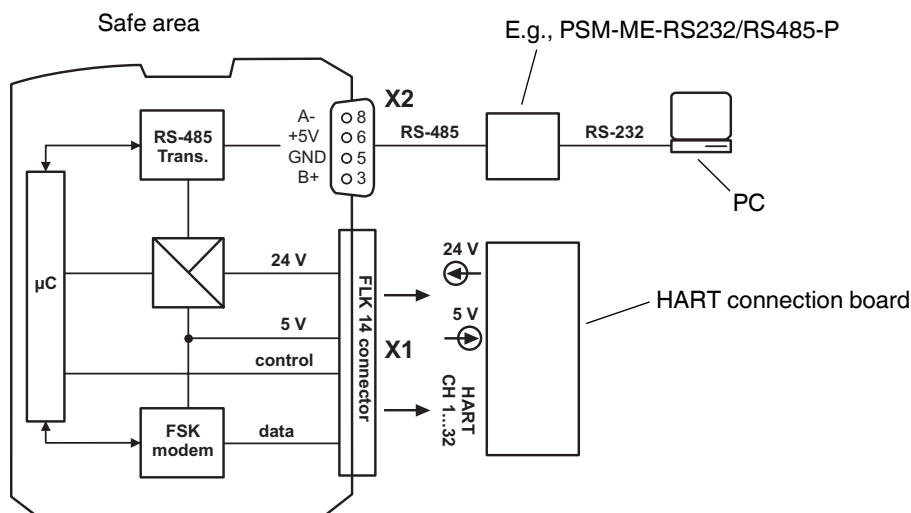 Safe area
E.g., PSM-ME-RS232/RS485-P
X2
A-
+5V
GND
B+
8
6
5
3
RS-485
Trans.
RS-485
RS-232
PC
µC
24 V
5 V
control
data
FSK
modem
FLK 14 connector
X1
24 V
5 V
HART
CH 1...32
HART connection board